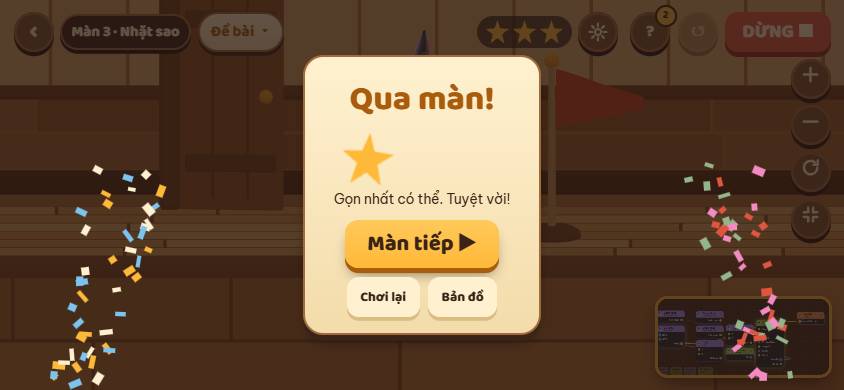 Màn 3 · Nhặt sao
Đề bài
2
?
DỪNG
Qua màn!
Gọn nhất có thể. Tuyệt vời!
Màn tiếp
Chơi lại
Bản đồ